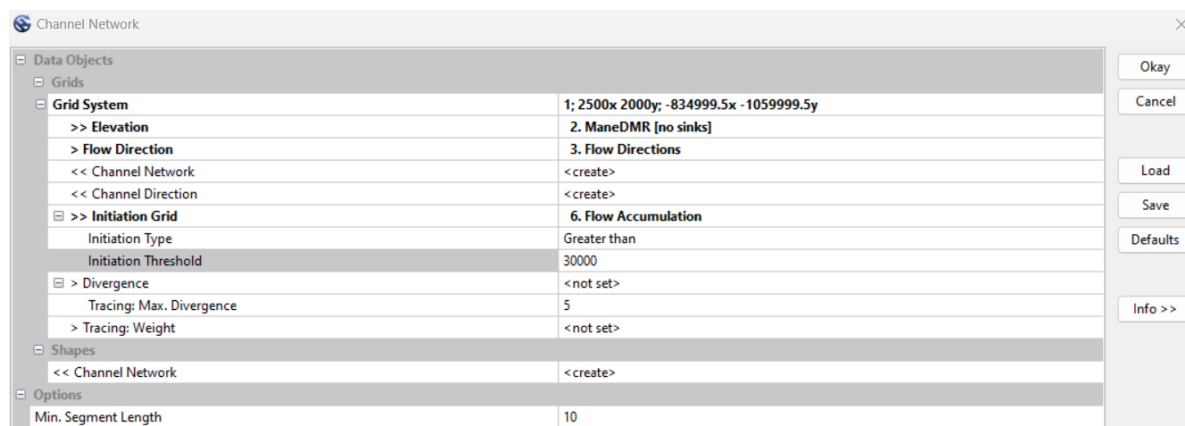 Channel Network
Data Objects
Grids
Grid System 1; 2500x 2000y; -834999.5x -1059999.5y
>> Elevation 2. ManeDMR [no sinks]
> Flow Direction 3. Flow Directions
<< Channel Network <create>
<< Channel Direction <create>
>> Initiation Grid 6. Flow Accumulation
Initiation Type Greater than
Initiation Threshold 30000
> Divergence <not set>
Tracing: Max. Divergence 5
> Tracing: Weight <not set>
Shapes
<< Channel Network <create>
Options
Min. Segment Length 10
Okay
Cancel
Load
Save
Defaults
Info >>